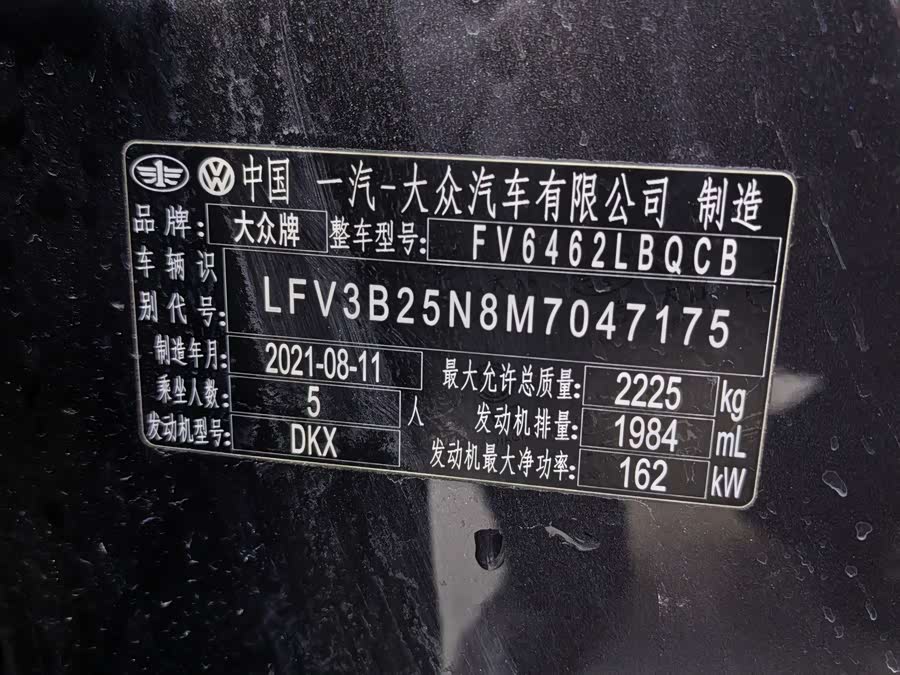 中国 一汽-大众汽车有限公司 制造
品牌: 大众牌 整车型号: FV6462LBQCB
车辆识别代号: LFV3B25N8M7047175
制造年月: 2021-08-11 最大允许总质量: 2225 kg
乘坐人数: 5 人 发动机排量: 1984 mL
发动机型号: DKX 发动机最大净功率: 162 kW